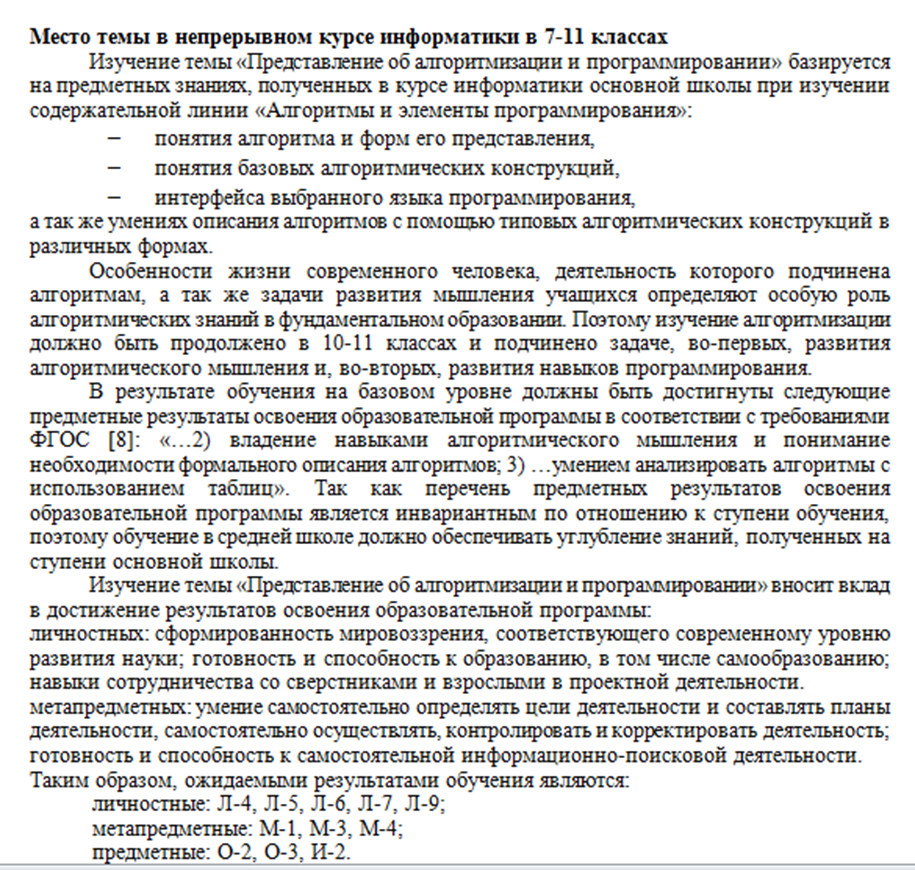 Место темы в непрерывном курсе информатики в 7-11 классах
Изучение темы «Представление об алгоритмизации и программировании» базируется
на предметных знаниях, полученных в курсе информатики основной школы при изучении
содержательной линии «Алгоритмы и элементы программирования»:
– понятия алгоритма и форм его представления,
– понятия базовых алгоритмических конструкций,
– интерфейса выбранного языка программирования,
а так же умениях описания алгоритмов с помощью типовых алгоритмических конструкций в
различных формах.
Особенности жизни современного человека, деятельность которого подчинена
алгоритмам, а так же задачи развития мышления учащихся определяют особую роль
алгоритмических знаний в фундаментальном образовании. Поэтому изучение алгоритмизации
должно быть продолжено в 10-11 классах и подчинено задаче, во-первых, развития
алгоритмического мышления и, во-вторых, развития навыков программирования.
В результате обучения на базовом уровне должны быть достигнуты следующие
предметные результаты освоения образовательной программы в соответствии с требованиями
ФГОС [8]: «…2) владение навыками алгоритмического мышления и понимание
необходимости формального описания алгоритмов; 3) …умением анализировать алгоритмы с
использованием таблиц». Так как перечень предметных результатов освоения
образовательной программы является инвариантным по отношению к ступени обучения,
поэтому обучение в средней школе должно обеспечивать углубление знаний, полученных на
ступени основной школы.
Изучение темы «Представление об алгоритмизации и программировании» вносит вклад
в достижение результатов освоения образовательной программы:
личностных: сформированность мировоззрения, соответствующего современному уровню
развития науки; готовность и способность к образованию, в том числе самообразованию;
навыки сотрудничества со сверстниками и взрослыми в проектной деятельности.
метапредметных: умение самостоятельно определять цели деятельности и составлять планы
деятельности, самостоятельно осуществлять, контролировать и корректировать деятельность;
готовность и способность к самостоятельной информационно-поисковой деятельности.
Таким образом, ожидаемыми результатами обучения являются:
личностные: Л-4, Л-5, Л-6, Л-7, Л-9;
метапредметные: М-1, М-3, М-4;
предметные: О-2, О-3, И-2.